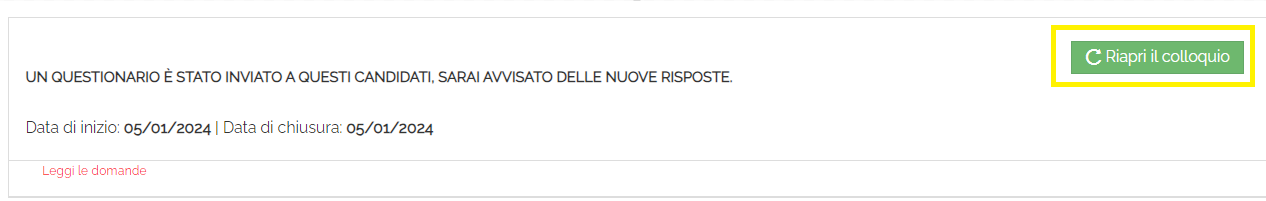 Riapri il colloquio
UN QUESTIONARIO È STATO INVIATO A QUESTI CANDIDATI, SARAI AVVISATO DELLE NUOVE RISPOSTE.
Data di inizio: 05/01/2024 | Data di chiusura: 05/01/2024
Leggi le domande